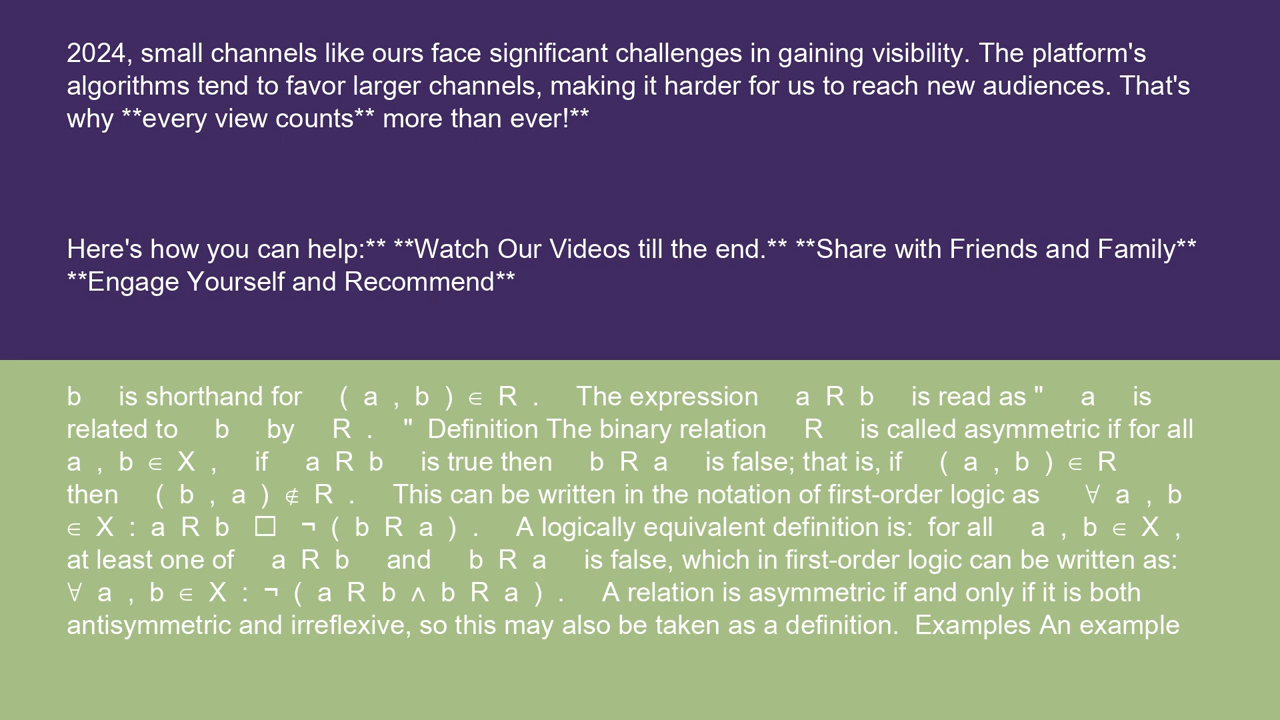 2024, small channels like ours face significant challenges in gaining visibility. The platform's
algorithms tend to favor larger channels, making it harder for us to reach new audiences. That's
why **every view counts** more than ever!**
Here's how you can help:** **Watch Our Videos till the end.** **Share with Friends and Family**
**Engage Yourself and Recommend**
b is shorthand for ( a , b ) ∈ R . The expression a R b is read as " a is
related to b by R . " Definition The binary relation R is called asymmetric if for all
a , b ∈ X , if a R b is true then b R a is false; that is, if ( a , b ) ∈ R
then ( b , a ) ∉ R . This can be written in the notation of first-order logic as ∀ a , b
∈ X : a R b □ ¬ ( b R a ) . A logically equivalent definition is: for all a , b ∈ X ,
at least one of a R b and b R a is false, which in first-order logic can be written as:
∀ a , b ∈ X : ¬ ( a R b ∧ b R a ) . A relation is asymmetric if and only if it is both
antisymmetric and irreflexive, so this may also be taken as a definition. Examples An example